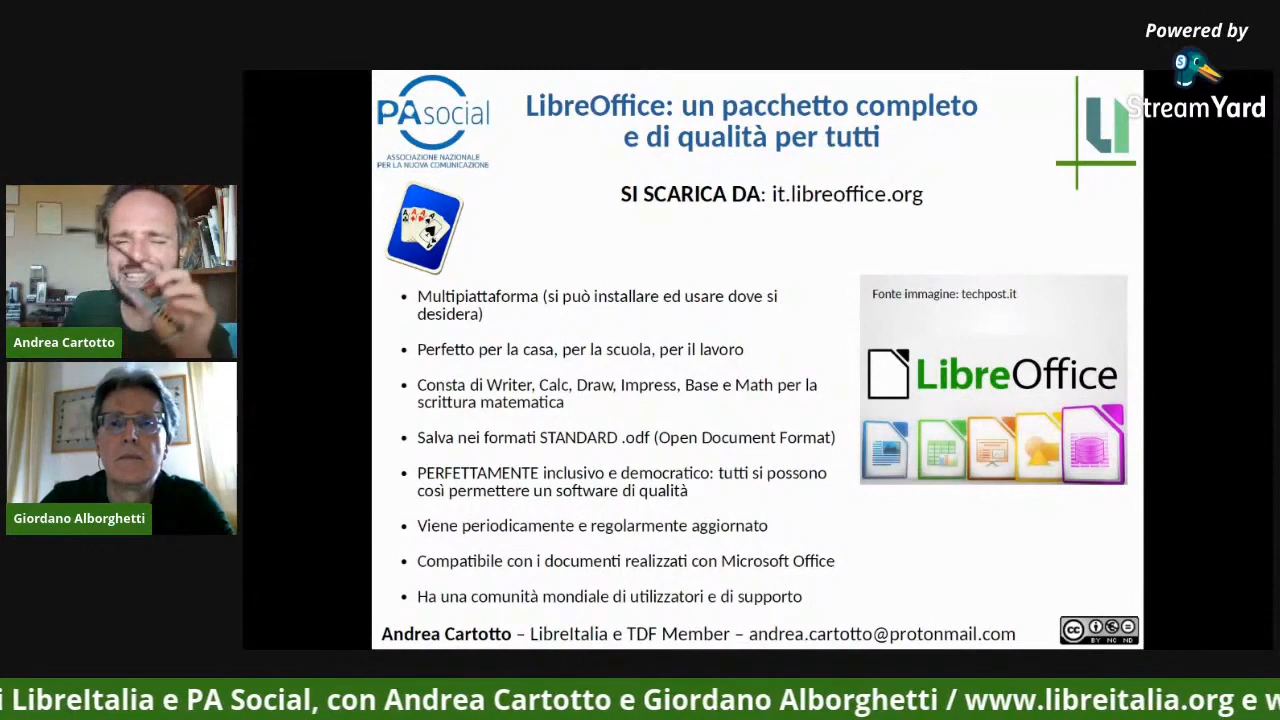 Powered by
StreamYard
PAsocial
ASSOCIAZIONE NAZIONALE
PER LA NUOVA COMUNICAZIONE
LibreOffice: un pacchetto completo
e di qualità per tutti
SI SCARICA DA: it.libreoffice.org
• Multipiattaforma (si può installare ed usare dove si
desidera)
• Perfetto per la casa, per la scuola, per il lavoro
• Consta di Writer, Calc, Draw, Impress, Base e Math per la
scrittura matematica
• Salva nei formati STANDARD .odf (Open Document Format)
• PERFETTAMENTE inclusivo e democratico: tutti si possono
così permettere un software di qualità
• Viene periodicamente e regolarmente aggiornato
• Compatibile con i documenti realizzati con Microsoft Office
• Ha una comunità mondiale di utilizzatori e di supporto
Fonte immagine: techpost.it
LibreOffice
Andrea Cartotto – LibreItalia e TDF Member – andrea.cartotto@protonmail.com
cc
BY NC ND
Andrea Cartotto
Giordano Alborghetti
i LibreItalia e PA Social, con Andrea Cartotto e Giordano Alborghetti / www.libreitalia.org e w